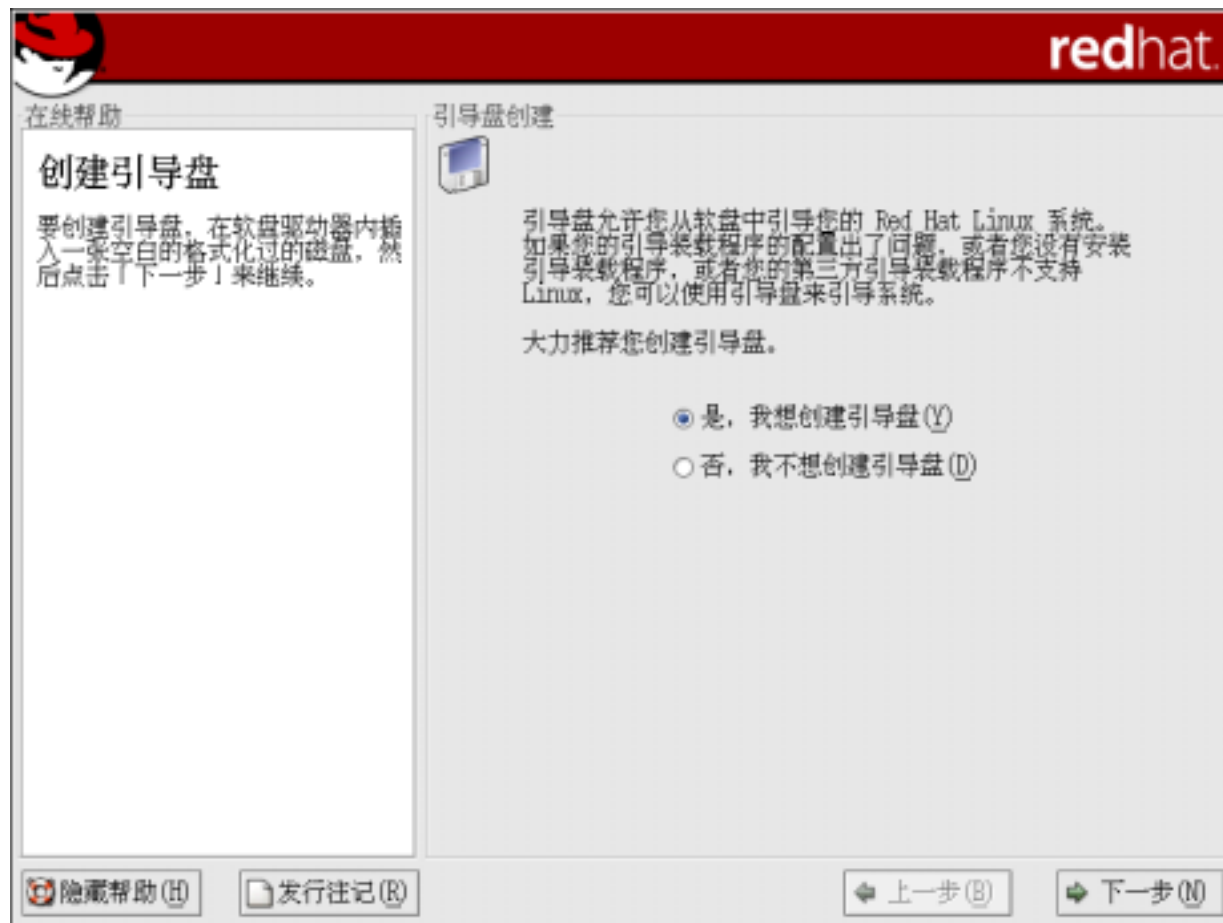 redhat.
在线帮助
创建引导盘
要创建引导盘，在软盘驱动器内插
入一张空白的格式化过的磁盘，然
后点击「下一步」来继续。
引导盘创建
引导盘允许您从软盘中引导您的 Red Hat Linux 系统。
如果您的引导装载程序的配置出了问题，或者您没有安装
引导装载程序，或者您的第三方引导装载程序不支持
Linux，您可以使用引导盘来引导系统。
大力推荐您创建引导盘。
是，我想创建引导盘(Y)
否，我不想创建引导盘(D)
隐藏帮助(H)
发行注记(R)
上一步(B)
下一步(N)